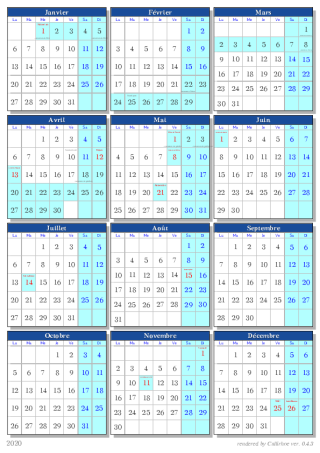 Janvier
Lu Ma Me Je Ve Sa Di
1 2 3 4 5
6 7 8 9 10 11 12
13 14 15 16 17 18 19
20 21 22 23 24 25 26
27 28 29 30 31
Février
Lu Ma Me Je Ve Sa Di
1 2
3 4 5 6 7 8 9
10 11 12 13 14 15 16
17 18 19 20 21 22 23
24 25 26 27 28 29
Mars
Lu Ma Me Je Ve Sa Di
1
2 3 4 5 6 7 8
9 10 11 12 13 14 15
16 17 18 19 20 21 22
23 24 25 26 27 28 29
30 31
Avril
Lu Ma Me Je Ve Sa Di
1 2 3 4 5
6 7 8 9 10 11 12
13 14 15 16 17 18 19
20 21 22 23 24 25 26
27 28 29 30
Mai
Lu Ma Me Je Ve Sa Di
1 2 3
4 5 6 7 8 9 10
11 12 13 14 15 16 17
18 19 20 21 22 23 24
25 26 27 28 29 30 31
Juin
Lu Ma Me Je Ve Sa Di
1 2 3 4 5 6 7
8 9 10 11 12 13 14
15 16 17 18 19 20 21
22 23 24 25 26 27 28
29 30
Juillet
Lu Ma Me Je Ve Sa Di
1 2 3 4 5
6 7 8 9 10 11 12
13 14 15 16 17 18 19
20 21 22 23 24 25 26
27 28 29 30 31
Août
Lu Ma Me Je Ve Sa Di
1 2
3 4 5 6 7 8 9
10 11 12 13 14 15 16
17 18 19 20 21 22 23
24 25 26 27 28 29 30
31
Septembre
Lu Ma Me Je Ve Sa Di
1 2 3 4 5 6
7 8 9 10 11 12 13
14 15 16 17 18 19 20
21 22 23 24 25 26 27
28 29 30
Octobre
Lu Ma Me Je Ve Sa Di
1 2 3 4
5 6 7 8 9 10 11
12 13 14 15 16 17 18
19 20 21 22 23 24 25
26 27 28 29 30 31
Novembre
Lu Ma Me Je Ve Sa Di
1
2 3 4 5 6 7 8
9 10 11 12 13 14 15
16 17 18 19 20 21 22
23 24 25 26 27 28 29
30
Décembre
Lu Ma Me Je Ve Sa Di
1 2 3 4 5 6
7 8 9 10 11 12 13
14 15 16 17 18 19 20
21 22 23 24 25 26 27
28 29 30 31
2020